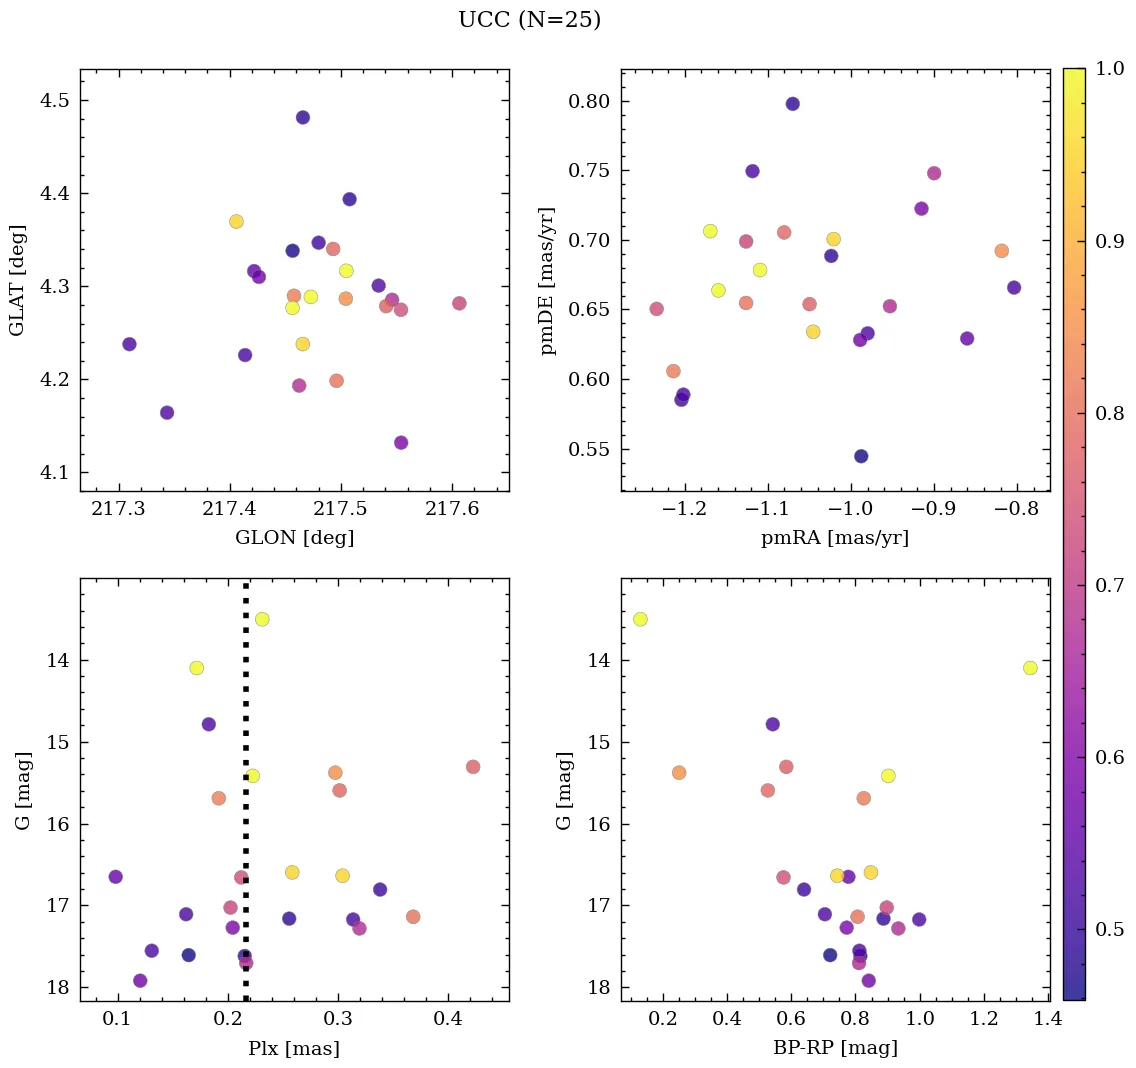 UCC (N=25)
4.5
4.4
4.3
4.2
4.1
GLAT [deg]
217.3 217.4 217.5 217.6
GLON [deg]
0.80
0.75
0.70
0.65
0.60
0.55
pmDE [mas/yr]
−1.2 −1.1 −1.0 −0.9 −0.8
pmRA [mas/yr]
14
15
16
17
18
G [mag]
0.1 0.2 0.3 0.4
Plx [mas]
14
15
16
17
18
G [mag]
0.2 0.4 0.6 0.8 1.0 1.2 1.4
BP-RP [mag]
1.0
0.9
0.8
0.7
0.6
0.5